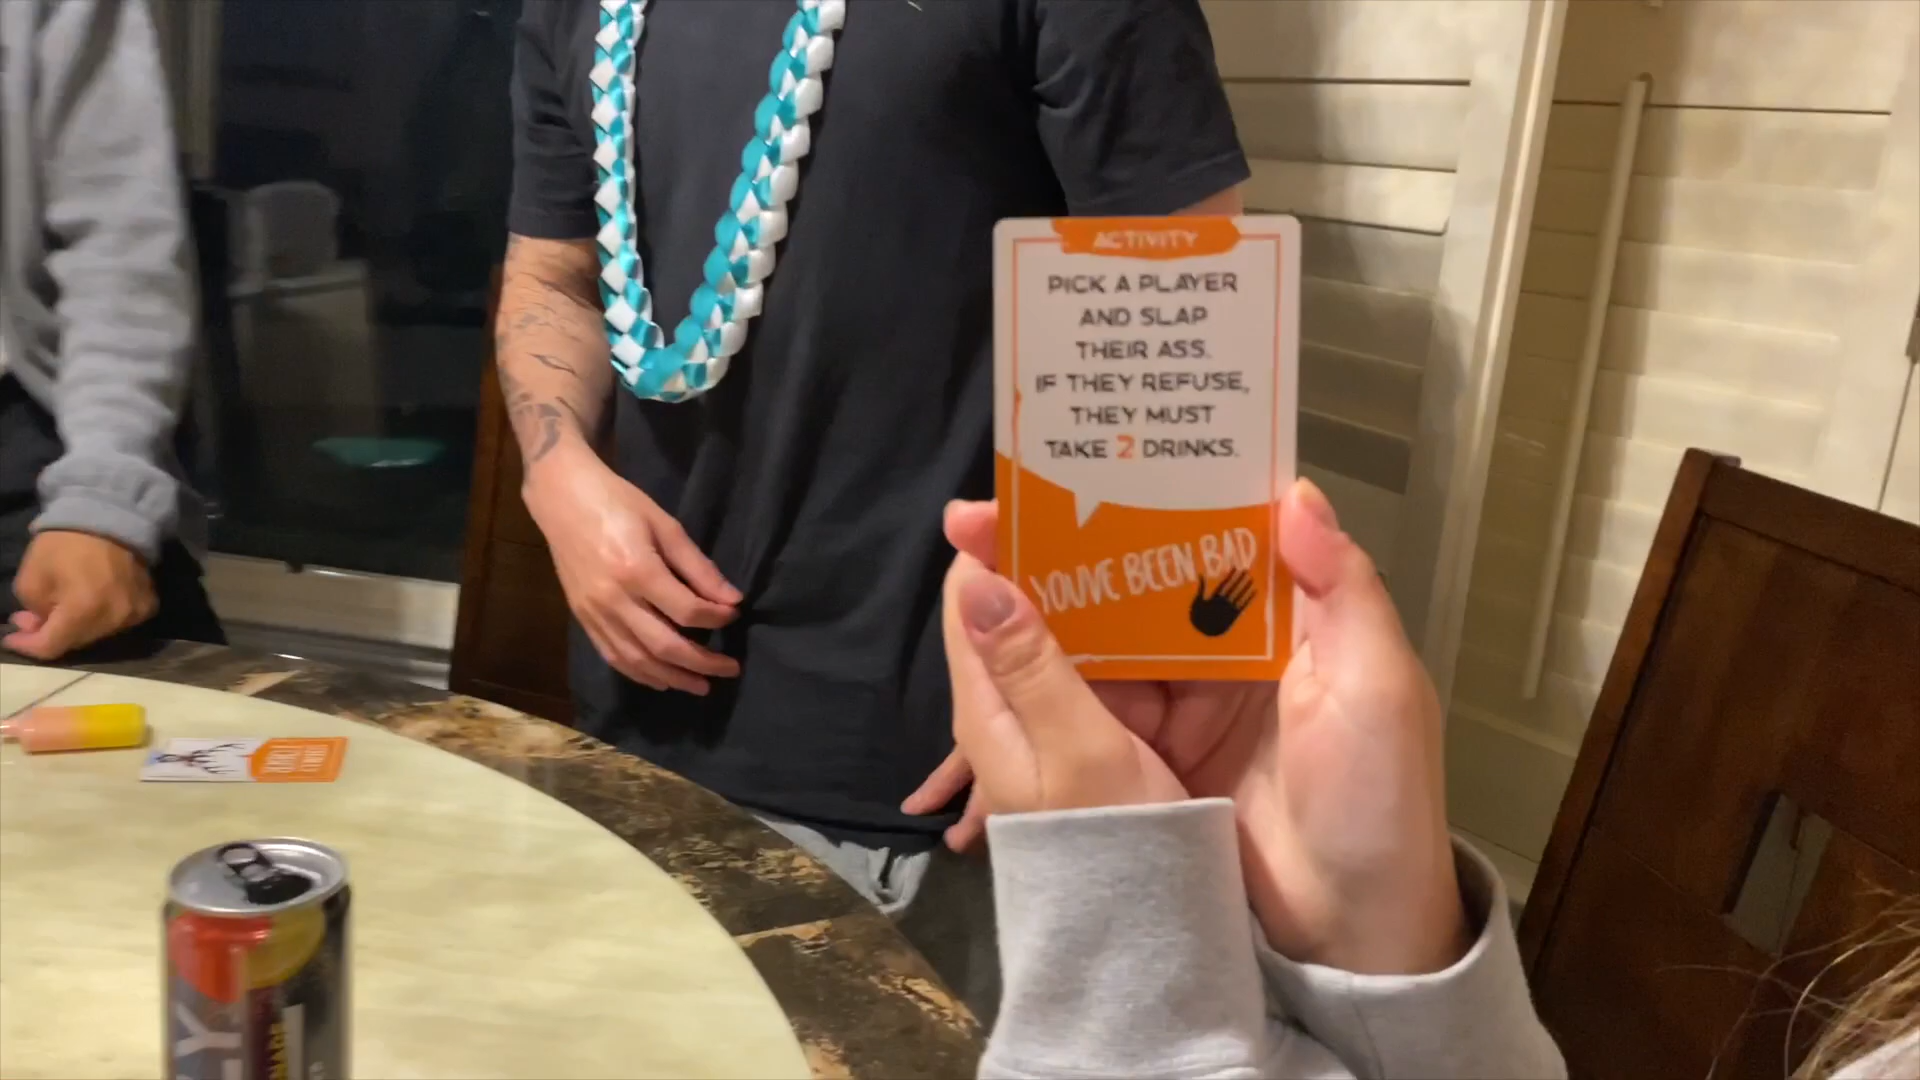 ACTIVITY
PICK A PLAYER
AND SLAP
THEIR ASS.
IF THEY REFUSE,
THEY MUST
TAKE 2 DRINKS.
YOU'VE BEEN BAD